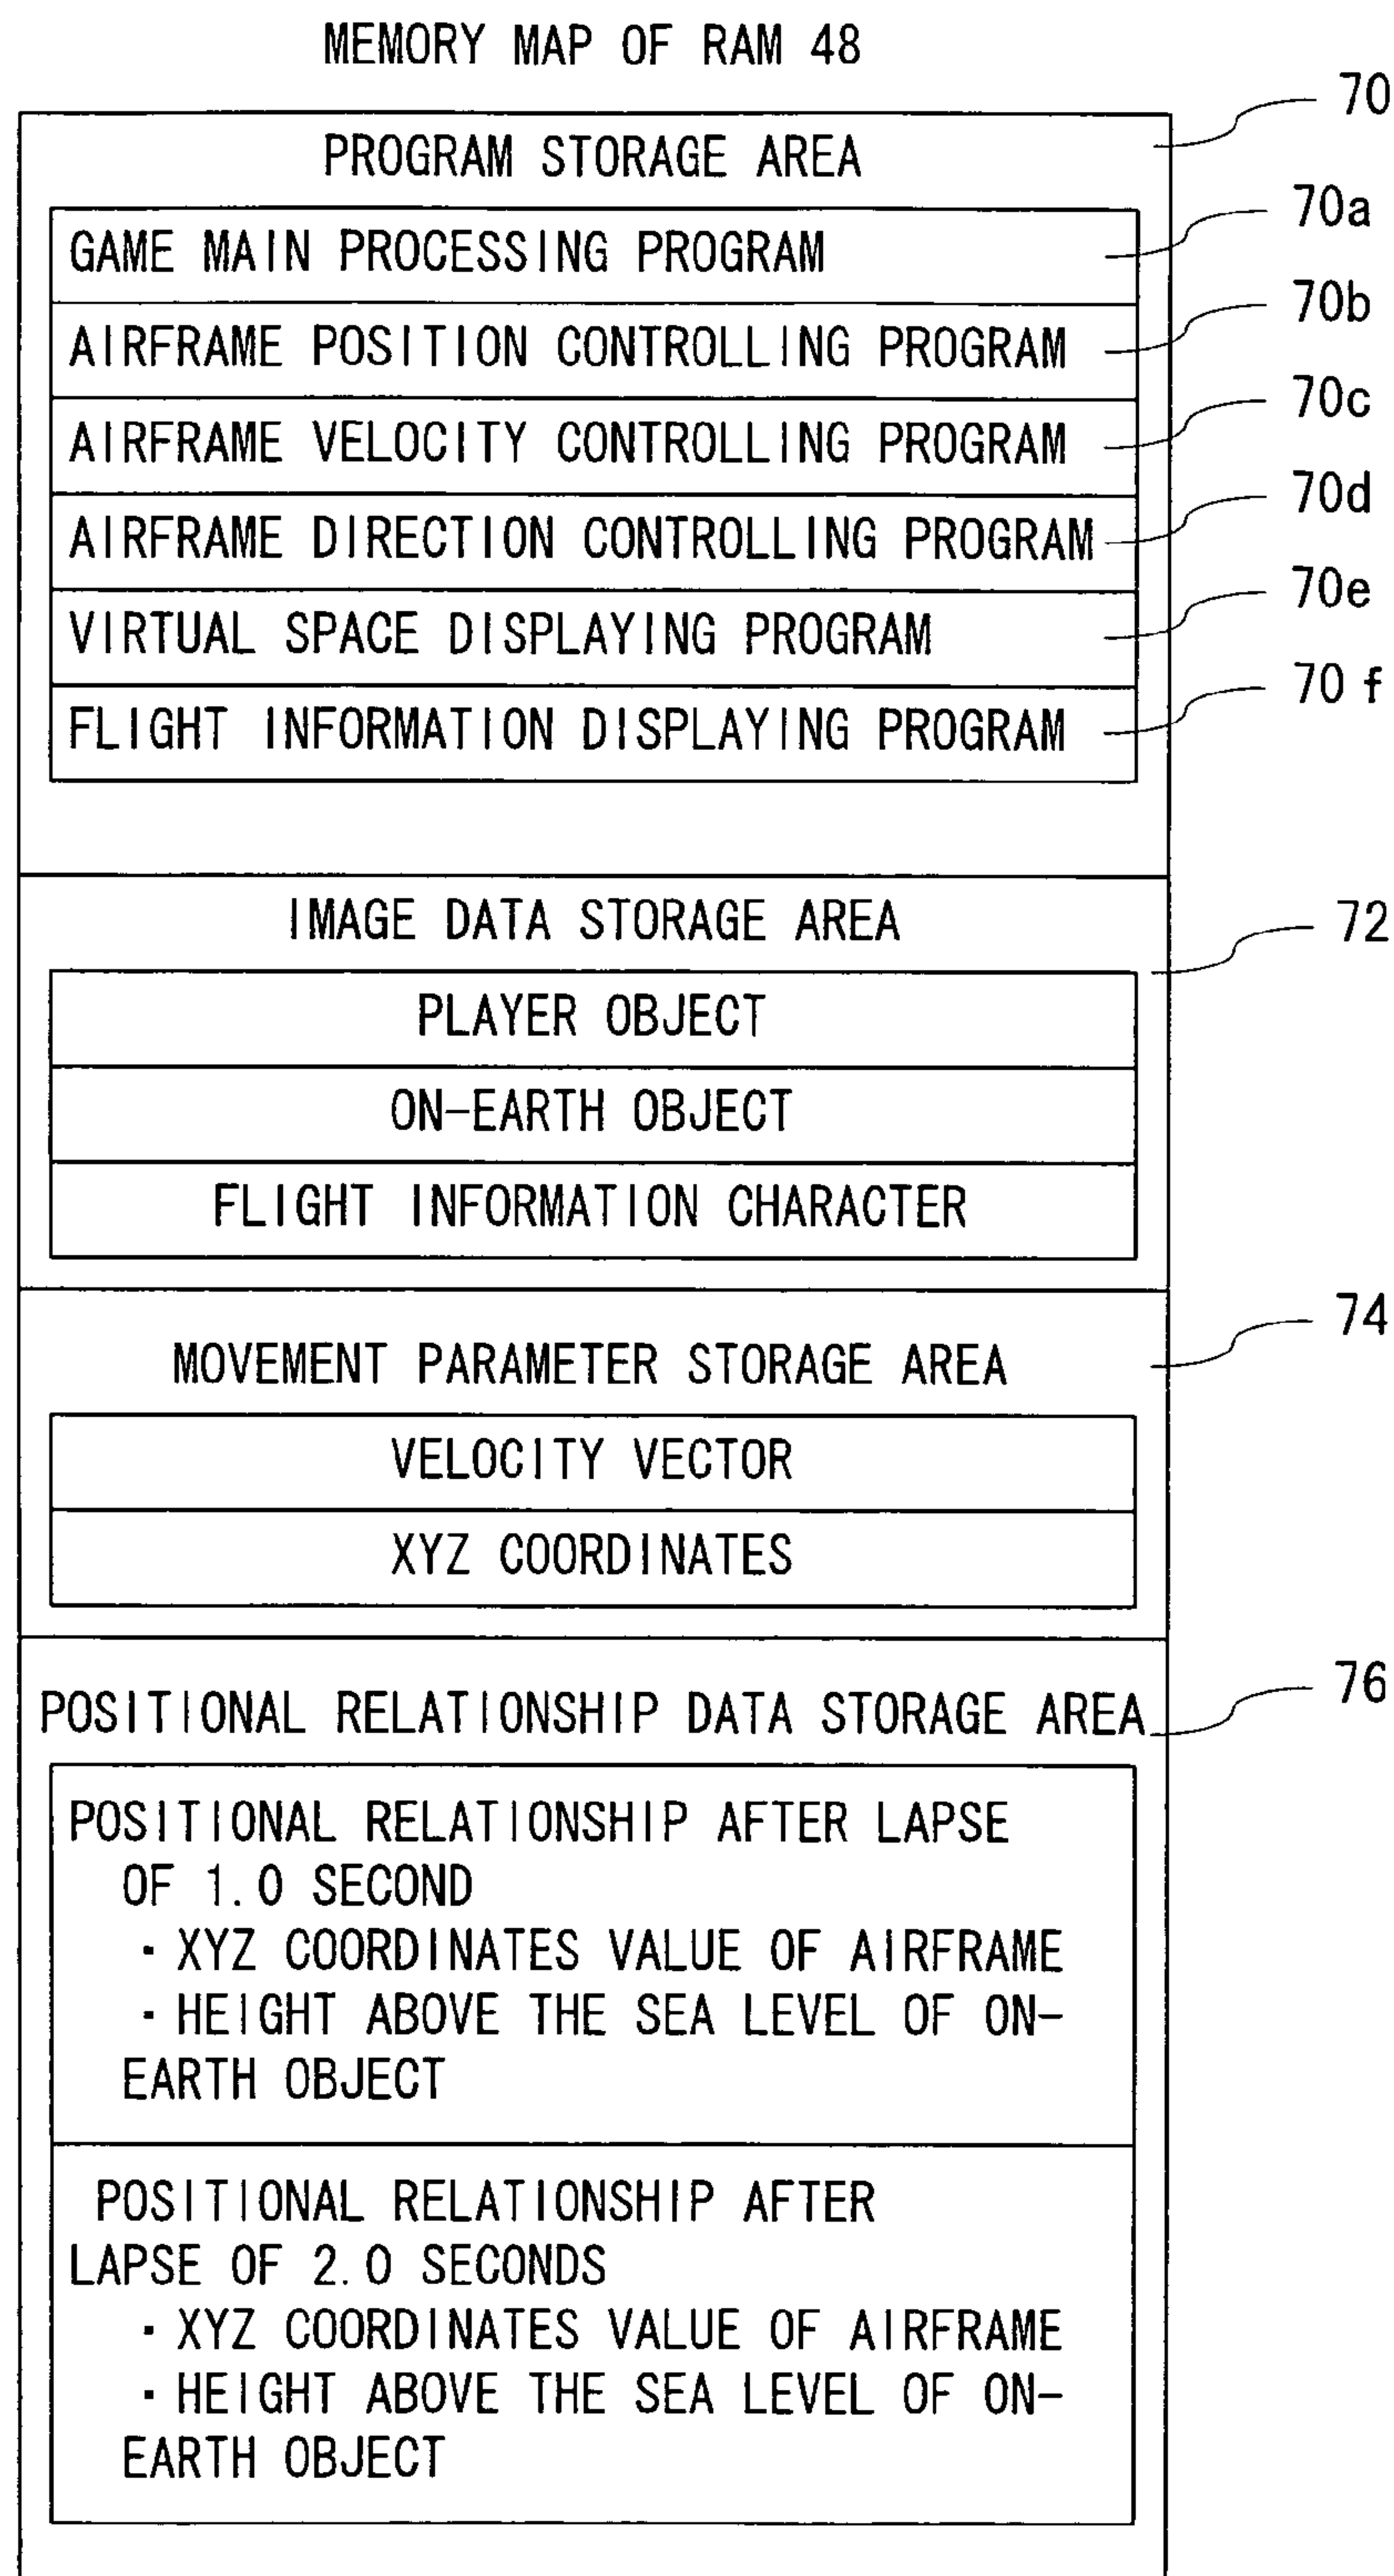 MEMORY MAP OF RAM 48
70
PROGRAM STORAGE AREA
70a
GAME MAIN PROCESSING PROGRAM
70b
AIRFRAME POSITION CONTROLLING PROGRAM
70c
AIRFRAME VELOCITY CONTROLLING PROGRAM
70d
AIRFRAME DIRECTION CONTROLLING PROGRAM
70e
VIRTUAL SPACE DISPLAYING PROGRAM
70f
FLIGHT INFORMATION DISPLAYING PROGRAM
IMAGE DATA STORAGE AREA
72
PLAYER OBJECT
ON-EARTH OBJECT
FLIGHT INFORMATION CHARACTER
74
MOVEMENT PARAMETER STORAGE AREA
VELOCITY VECTOR
XYZ COORDINATES
76
POSITIONAL RELATIONSHIP DATA STORAGE AREA
POSITIONAL RELATIONSHIP AFTER LAPSE
OF 1.0 SECOND
・XYZ COORDINATES VALUE OF AIRFRAME
・HEIGHT ABOVE THE SEA LEVEL OF ON-
EARTH OBJECT
POSITIONAL RELATIONSHIP AFTER
LAPSE OF 2.0 SECONDS
・XYZ COORDINATES VALUE OF AIRFRAME
・HEIGHT ABOVE THE SEA LEVEL OF ON-
EARTH OBJECT